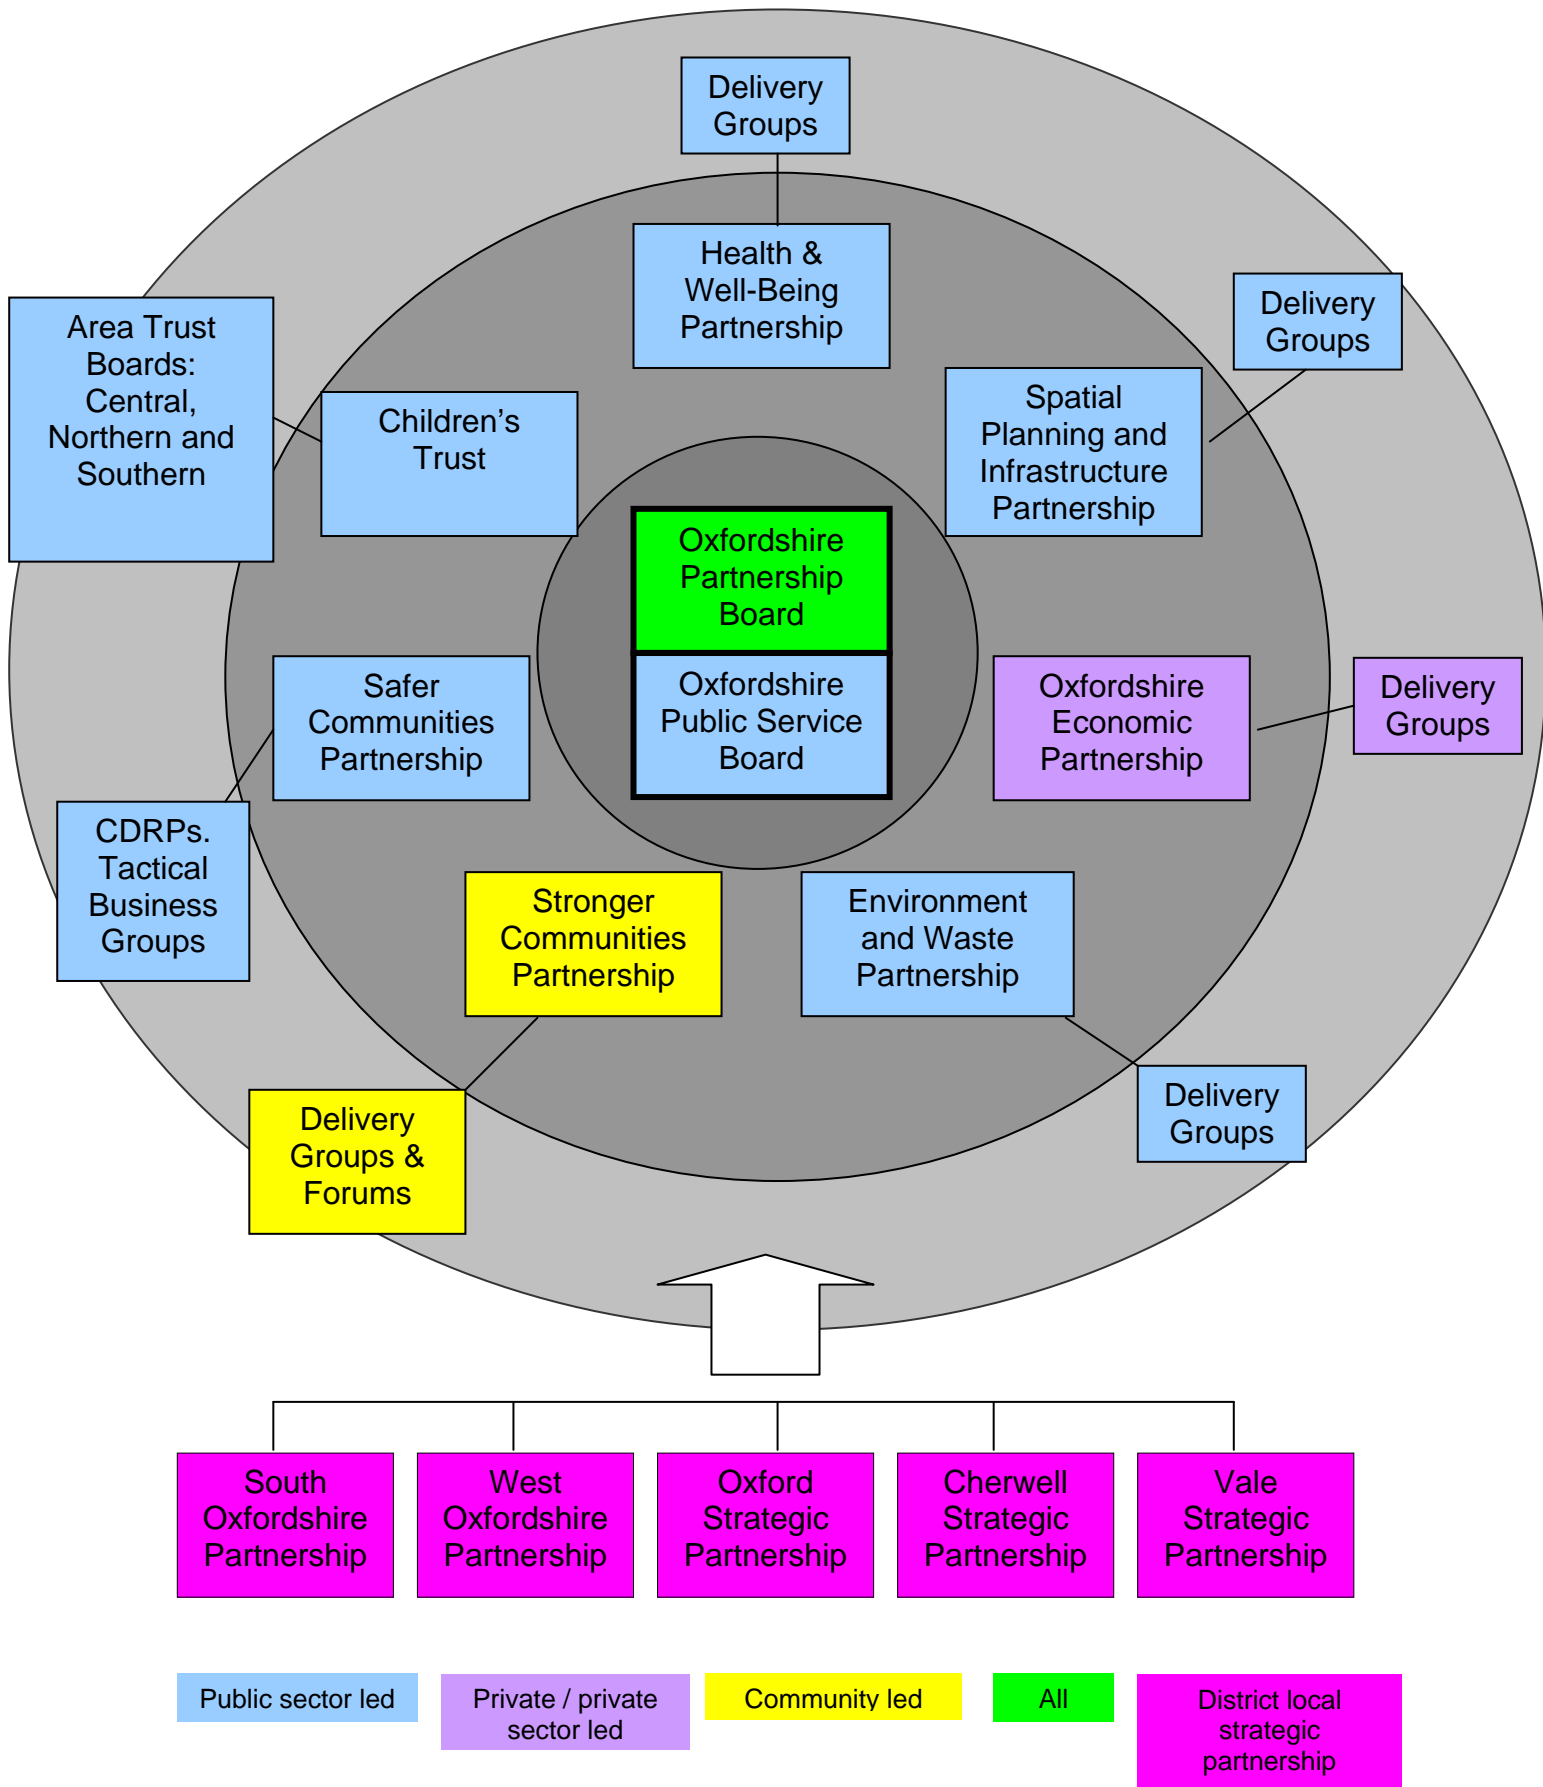 Delivery
Groups
Health &
Well-Being
Partnership
Delivery
Groups
Area Trust
Boards:
Central,
Northern and
Southern
Children’s
Trust
Spatial
Planning and
Infrastructure
Partnership
Oxfordshire
Partnership
Board
Safer
Communities
Partnership
Oxfordshire
Public Service
Board
Oxfordshire
Economic
Partnership
Delivery
Groups
CDRPs.
Tactical
Business
Groups
Stronger
Communities
Partnership
Environment
and Waste
Partnership
Delivery
Groups &
Forums
Delivery
Groups
South
Oxfordshire
Partnership
West
Oxfordshire
Partnership
Oxford
Strategic
Partnership
Cherwell
Strategic
Partnership
Vale
Strategic
Partnership
Public sector led
Private / private
sector led
Community led
All
District local
strategic
partnership